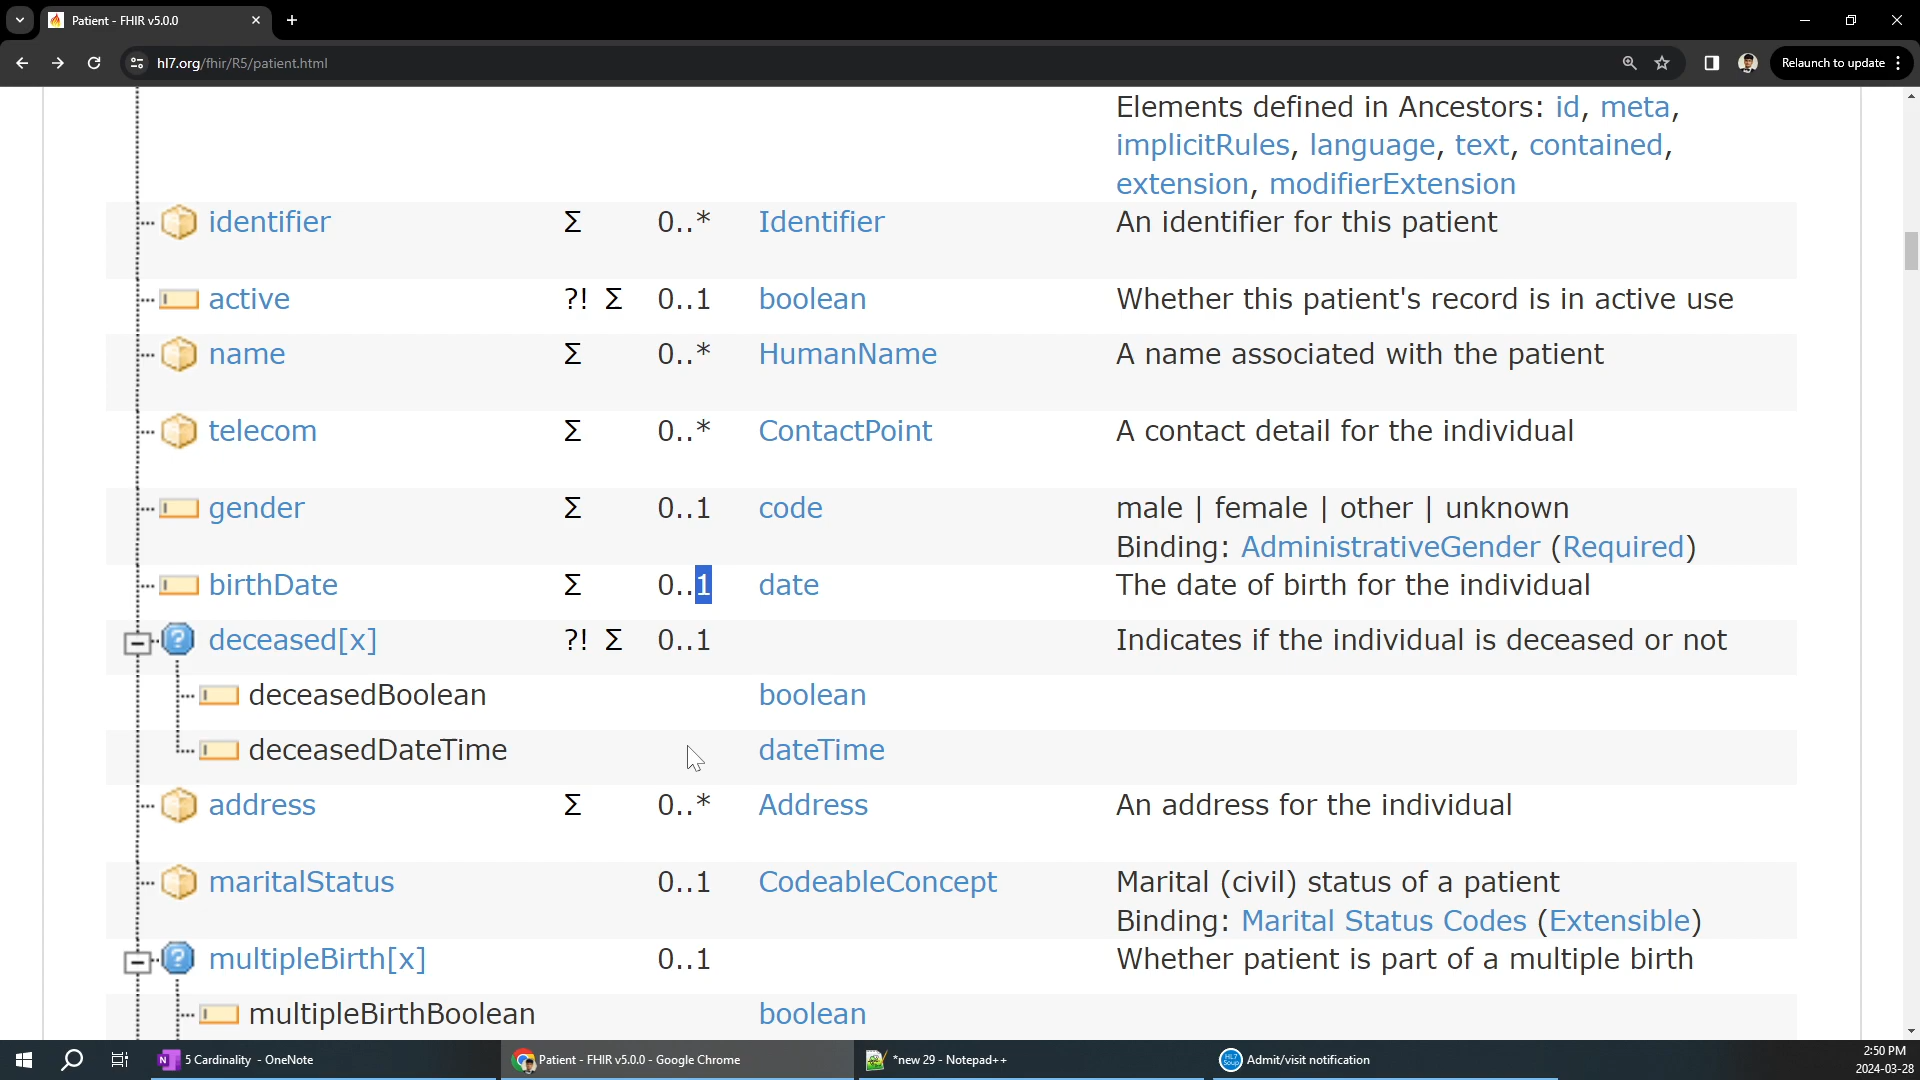 Patient - FHIR v5.0.0
hl7.org/fhir/R5/patient.html
Relaunch to update
Elements defined in Ancestors: id, meta,
implicitRules, language, text, contained,
extension, modifierExtension
identifier Σ 0..* Identifier An identifier for this patient
active ?! Σ 0..1 boolean Whether this patient's record is in active use
name Σ 0..* HumanName A name associated with the patient
telecom Σ 0..* ContactPoint A contact detail for the individual
gender Σ 0..1 code male | female | other | unknown
Binding: AdministrativeGender (Required)
birthDate Σ 0..1 date The date of birth for the individual
deceased[x] ?! Σ 0..1 Indicates if the individual is deceased or not
deceasedBoolean boolean
deceasedDateTime dateTime
address Σ 0..* Address An address for the individual
maritalStatus 0..1 CodeableConcept Marital (civil) status of a patient
Binding: Marital Status Codes (Extensible)
multipleBirth[x] 0..1 Whether patient is part of a multiple birth
multipleBirthBoolean boolean
5 Cardinality - OneNote
Patient - FHIR v5.0.0 - Google Chrome
*new 29 - Notepad++
Admit/visit notification
2:50 PM
2024-03-28